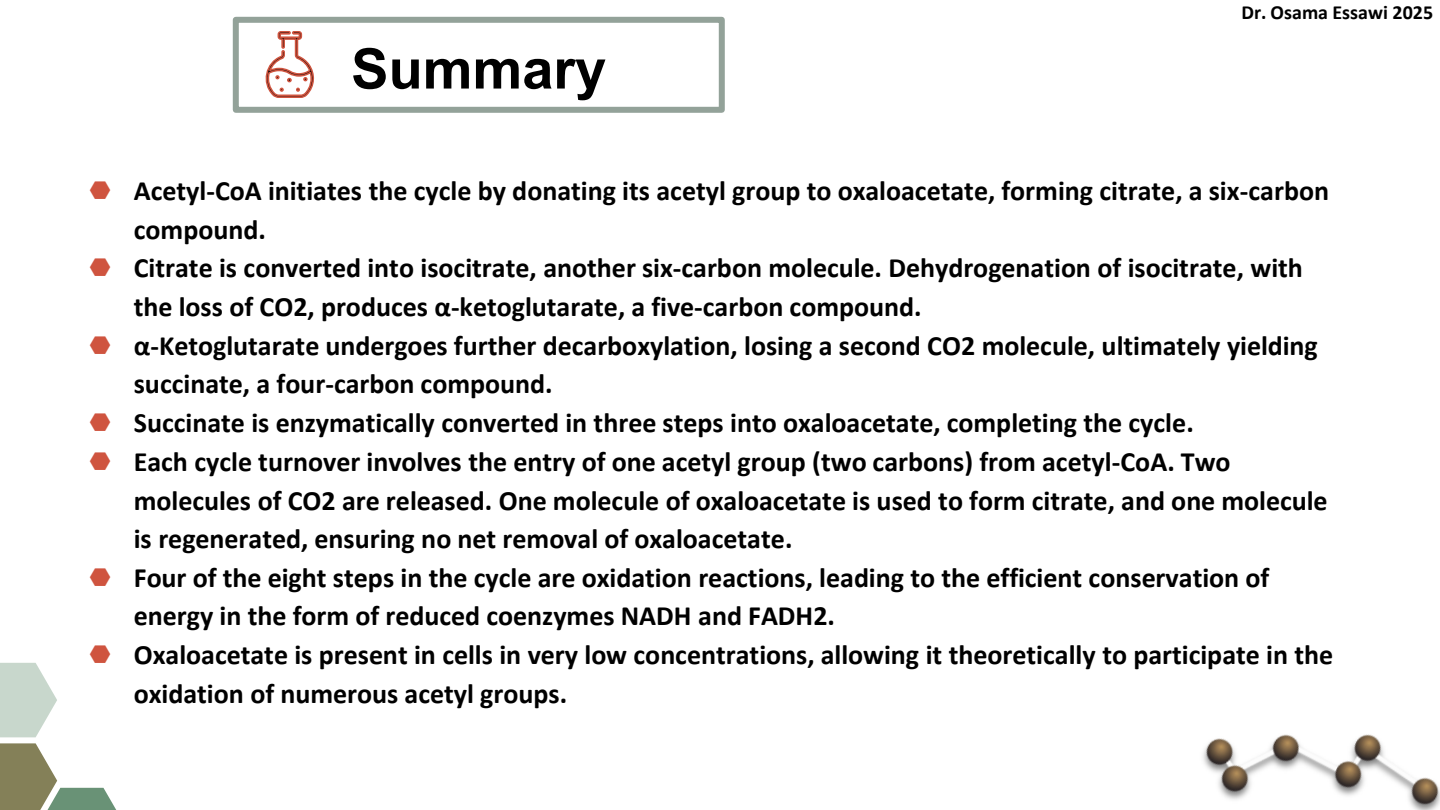 Dr. Osama Essawi 2025
Summary
Acetyl-CoA initiates the cycle by donating its acetyl group to oxaloacetate, forming citrate, a six-carbon
compound.
Citrate is converted into isocitrate, another six-carbon molecule. Dehydrogenation of isocitrate, with
the loss of CO2, produces α-ketoglutarate, a five-carbon compound.
α-Ketoglutarate undergoes further decarboxylation, losing a second CO2 molecule, ultimately yielding
succinate, a four-carbon compound.
Succinate is enzymatically converted in three steps into oxaloacetate, completing the cycle.
Each cycle turnover involves the entry of one acetyl group (two carbons) from acetyl-CoA. Two
molecules of CO2 are released. One molecule of oxaloacetate is used to form citrate, and one molecule
is regenerated, ensuring no net removal of oxaloacetate.
Four of the eight steps in the cycle are oxidation reactions, leading to the efficient conservation of
energy in the form of reduced coenzymes NADH and FADH2.
Oxaloacetate is present in cells in very low concentrations, allowing it theoretically to participate in the
oxidation of numerous acetyl groups.